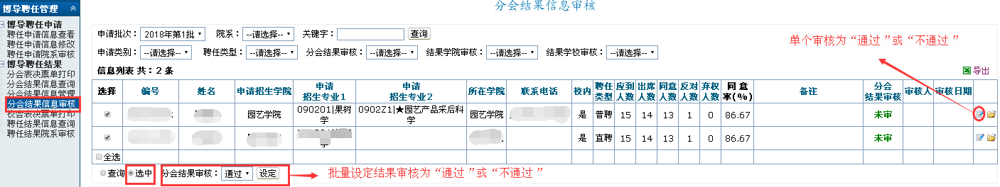 博导聘任管理
博导聘任申请
聘任申请信息查看
聘任申请信息修改
聘任申请院系审核
博导聘任结果
分会表决票单打印
分会结果信息查询
分会结果信息管理
分会结果信息审核
校会表决票单打印
聘任结果信息查询
聘任结果院系审核
分会结果信息审核
申请批次： 2018年第1批 院系： --请选择-- 关键字： 查询
申请类别： --请选择-- 聘任类型： --请选择-- 分会结果审核： --请选择-- 结果学院审核： --请选择-- 结果学校审核： --请选择--
单个审核为“通过”或“不通过”
信息列表 共：2 条 导出
选择 编号 姓名 申请招生学院 申请招生专业1 申请招生专业2 所在学院 联系电话 校内 聘任类型 应到人数 出席人数 同意人数 反对人数 弃权人数 同 意率(%) 备注 分会结果审核 审核人 审核日期
园艺学院 090201|果树学 0902Z1|★园艺产品采后科学 园艺学院 是 普聘 15 14 13 1 0 86.67 未审
学 是 直聘 15 14 13 1 0 86.67 未审
全选
查询 选中 分会结果审核： 通过 设定 批量设定结果审核为“通过”或“不通过”